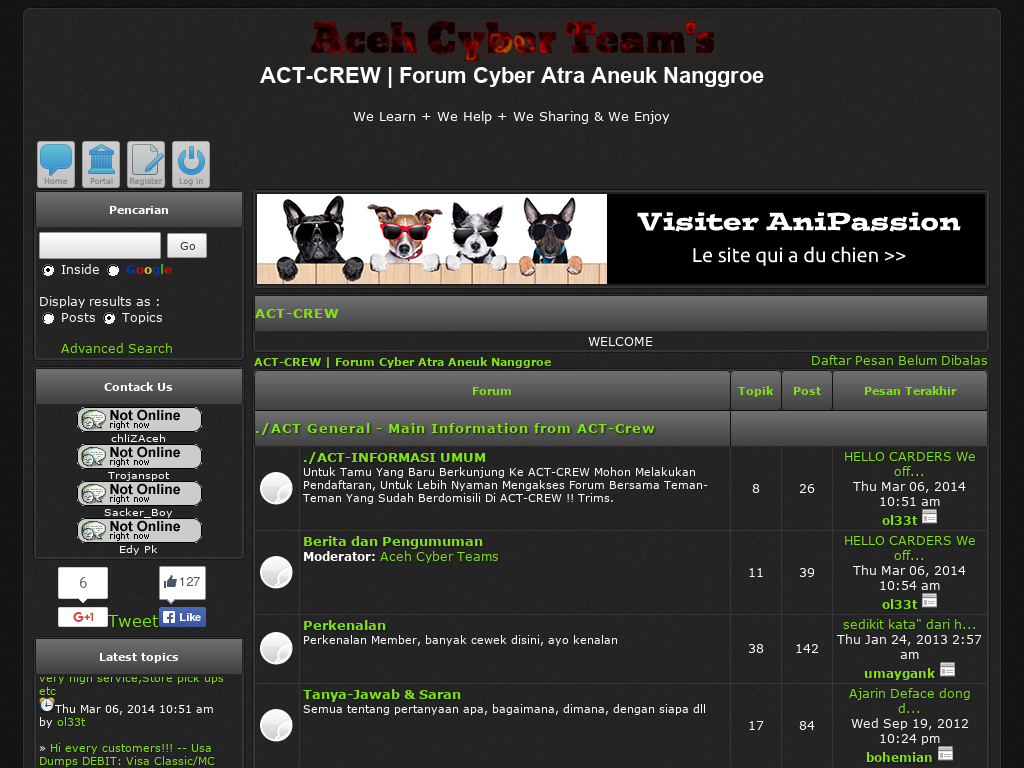 Aceh Cyber Team's
ACT-CREW | Forum Cyber Atra Aneuk Nanggroe
We Learn + We Help + We Sharing & We Enjoy
Home
Portal
Register
Log in
Pencarian
Go
Inside
Google
Display results as :
Posts
Topics
Advanced Search
Contack Us
Not Online
right now
chliZAceh
Not Online
right now
Trojanspot
Not Online
right now
Sacker_Boy
Not Online
right now
Edy Pk
6
127
+1
Tweet
Like
Latest topics
very high service,Store pick ups
etc
Thu Mar 06, 2014 10:51 am
by ol33t
» Hi every customers!!! -- Usa
Dumps DEBIT: Visa Classic/MC
Visiter AniPassion
Le site qui a du chien >>
ACT-CREW
WELCOME
ACT-CREW | Forum Cyber Atra Aneuk Nanggroe
Daftar Pesan Belum Dibalas
Forum
Topik
Post
Pesan Terakhir
./ACT General - Main Information from ACT-Crew
./ACT-INFORMASI UMUM
Untuk Tamu Yang Baru Berkunjung Ke ACT-CREW Mohon Melakukan
Pendaftaran, Untuk Lebih Nyaman Mengakses Forum Bersama Teman-
Teman Yang Sudah Berdomisili Di ACT-CREW !! Trims.
8
26
HELLO CARDERS We
off...
Thu Mar 06, 2014
10:51 am
ol33t
Berita dan Pengumuman
Moderator: Aceh Cyber Teams
11
39
HELLO CARDERS We
off...
Thu Mar 06, 2014
10:54 am
ol33t
Perkenalan
Perkenalan Member, banyak cewek disini, ayo kenalan
38
142
sedikit kata" dari h...
Thu Jan 24, 2013 2:57
am
umaygank
Tanya-Jawab & Saran
Semua tentang pertanyaan apa, bagaimana, dimana, dengan siapa dll
17
84
Ajarin Deface dong
d...
Wed Sep 19, 2012
10:24 pm
bohemian